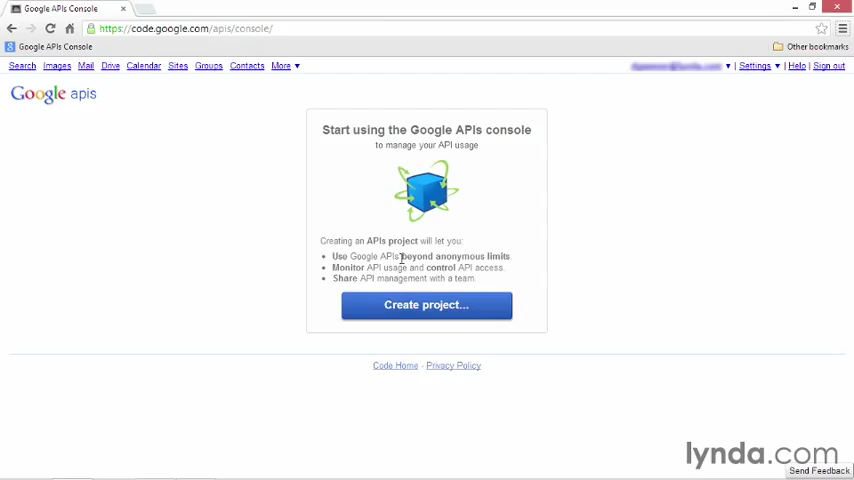 Google APIs Console
https://code.google.com/apis/console/
Google APIs Console
Other bookmarks
Search Images Mail Drive Calendar Sites Groups Contacts More
Settings Help Sign out
Google apis
Start using the Google APIs console
to manage your API usage
Creating an APIs project will let you:
Use Google APIs beyond anonymous limits.
Monitor API usage and control API access.
Share API management with a team.
Create project...
Code Home - Privacy Policy
lynda.com
Send Feedback